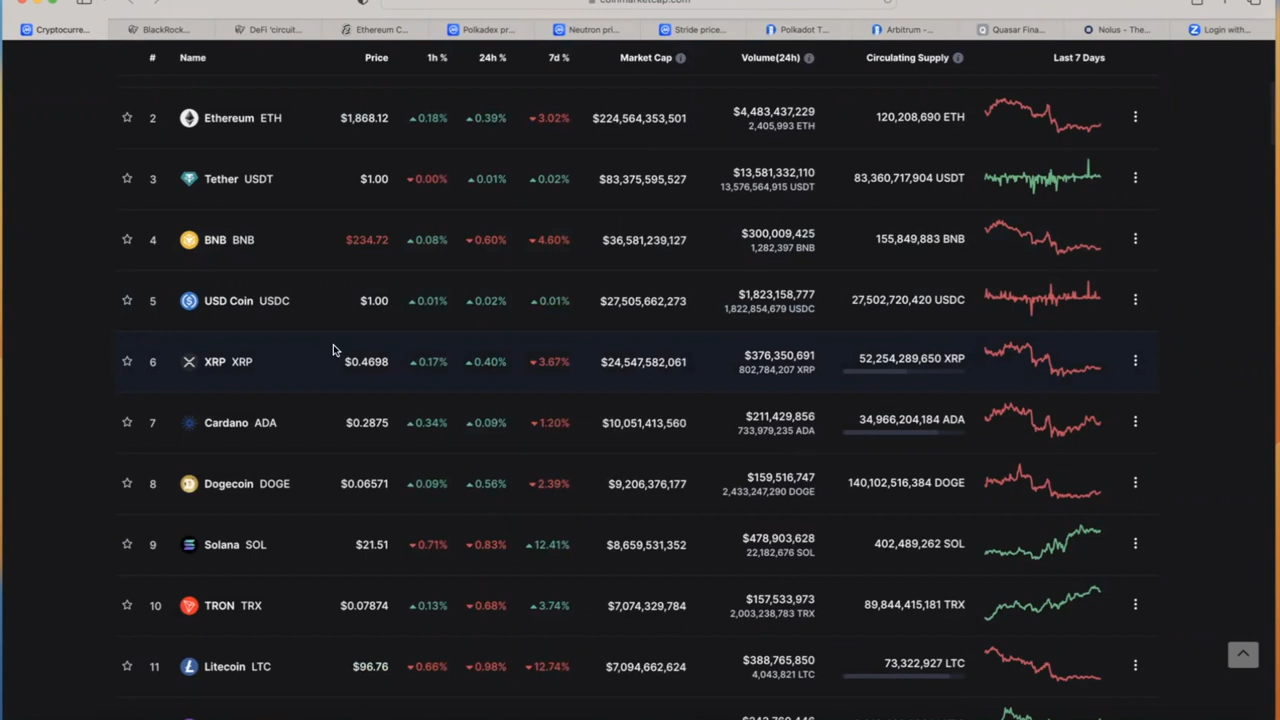 coinmarketcap.com
Cryptocurre... BlackRock... DeFi 'circuit... Ethereum C... Polkadex pr... Neutron pri... Stride price... Polkadot T... Arbitrum -... Quasar Fina... Nolus - The... Login with...
# Name Price 1h % 24h % 7d % Market Cap Volume(24h) Circulating Supply Last 7 Days
2 Ethereum ETH $1,868.12 0.18% 0.39% 3.02% $224,564,353,501 $4,483,437,229 120,208,690 ETH
2,405,993 ETH
3 Tether USDT $1.00 0.00% 0.01% 0.02% $83,375,595,527 $13,581,332,110 83,360,717,904 USDT
13,576,564,915 USDT
4 BNB BNB $234.72 0.08% 0.60% 4.60% $36,581,239,127 $300,009,425 155,849,883 BNB
1,282,397 BNB
5 USD Coin USDC $1.00 0.01% 0.02% 0.01% $27,505,662,273 $1,823,158,777 27,502,720,420 USDC
1,822,854,679 USDC
6 XRP XRP $0.4698 0.17% 0.40% 3.67% $24,547,582,061 $376,350,691 52,254,289,650 XRP
802,784,207 XRP
7 Cardano ADA $0.2875 0.34% 0.09% 1.20% $10,051,413,560 $211,429,856 34,966,204,184 ADA
733,979,235 ADA
8 Dogecoin DOGE $0.06571 0.09% 0.56% 2.39% $9,206,376,177 $159,516,747 140,102,516,384 DOGE
2,433,247,290 DOGE
9 Solana SOL $21.51 0.71% 0.83% 12.41% $8,659,531,352 $478,903,628 402,489,262 SOL
22,182,676 SOL
10 TRON TRX $0.07874 0.13% 0.68% 3.74% $7,074,329,784 $157,533,973 89,844,415,181 TRX
2,003,238,783 TRX
11 Litecoin LTC $96.76 0.66% 0.98% 12.74% $7,094,662,624 $388,765,850 73,322,927 LTC
4,043,821 LTC